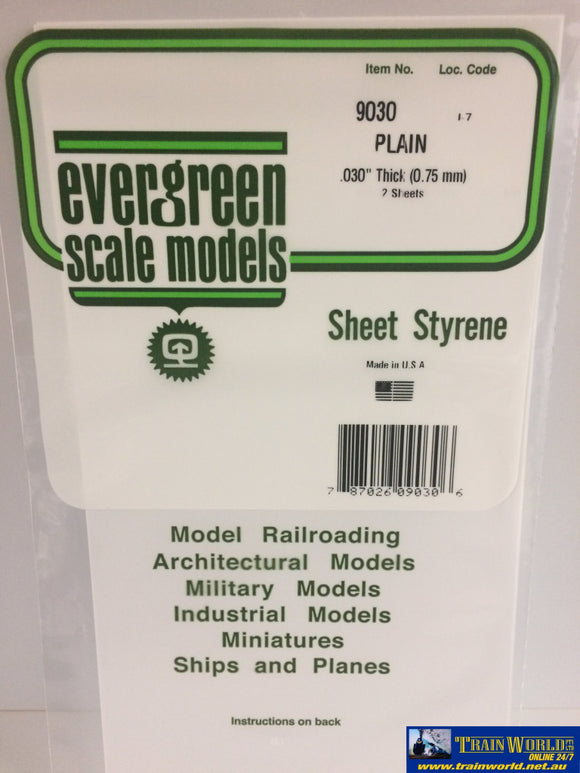 Item No. Loc. Code
9030 I-7
PLAIN
.030" Thick (0.75 mm)
2 Sheets
evergreen
scale models
Sheet Styrene
Made in U.S.A
7 87026 09030 6
Model Railroading
Architectural Models
Military Models
Industrial Models
Miniatures
Ships and Planes
Instructions on back
TRAINWORLD
ONLINE 24/7
www.trainworld.net.au